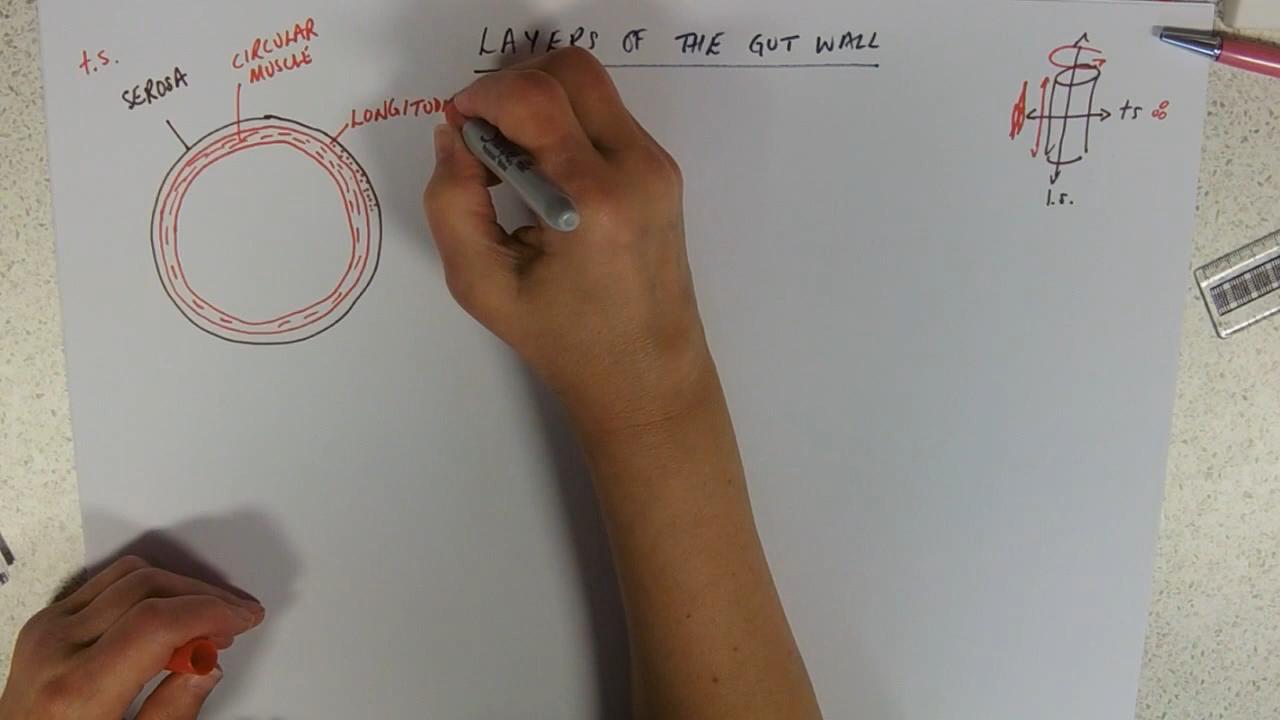 LAYERS OF THE GUT WALL
t.s.
SEROSA
CIRCULAR
MUSCLE
LONGITUD
ts
l.s.